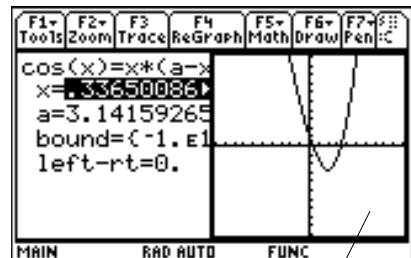 F1▾ F2▾ F3 F4 F5▾ F6▾ F7▾
Tools Zoom Trace ReGraph Math Draw Pen :C
cos(x)=x*(a-x
x=.33650086▸
a=3.14159265
bound={⁻1.ᴇ1
left-rt=0.
MAIN RAD AUTO FUNC